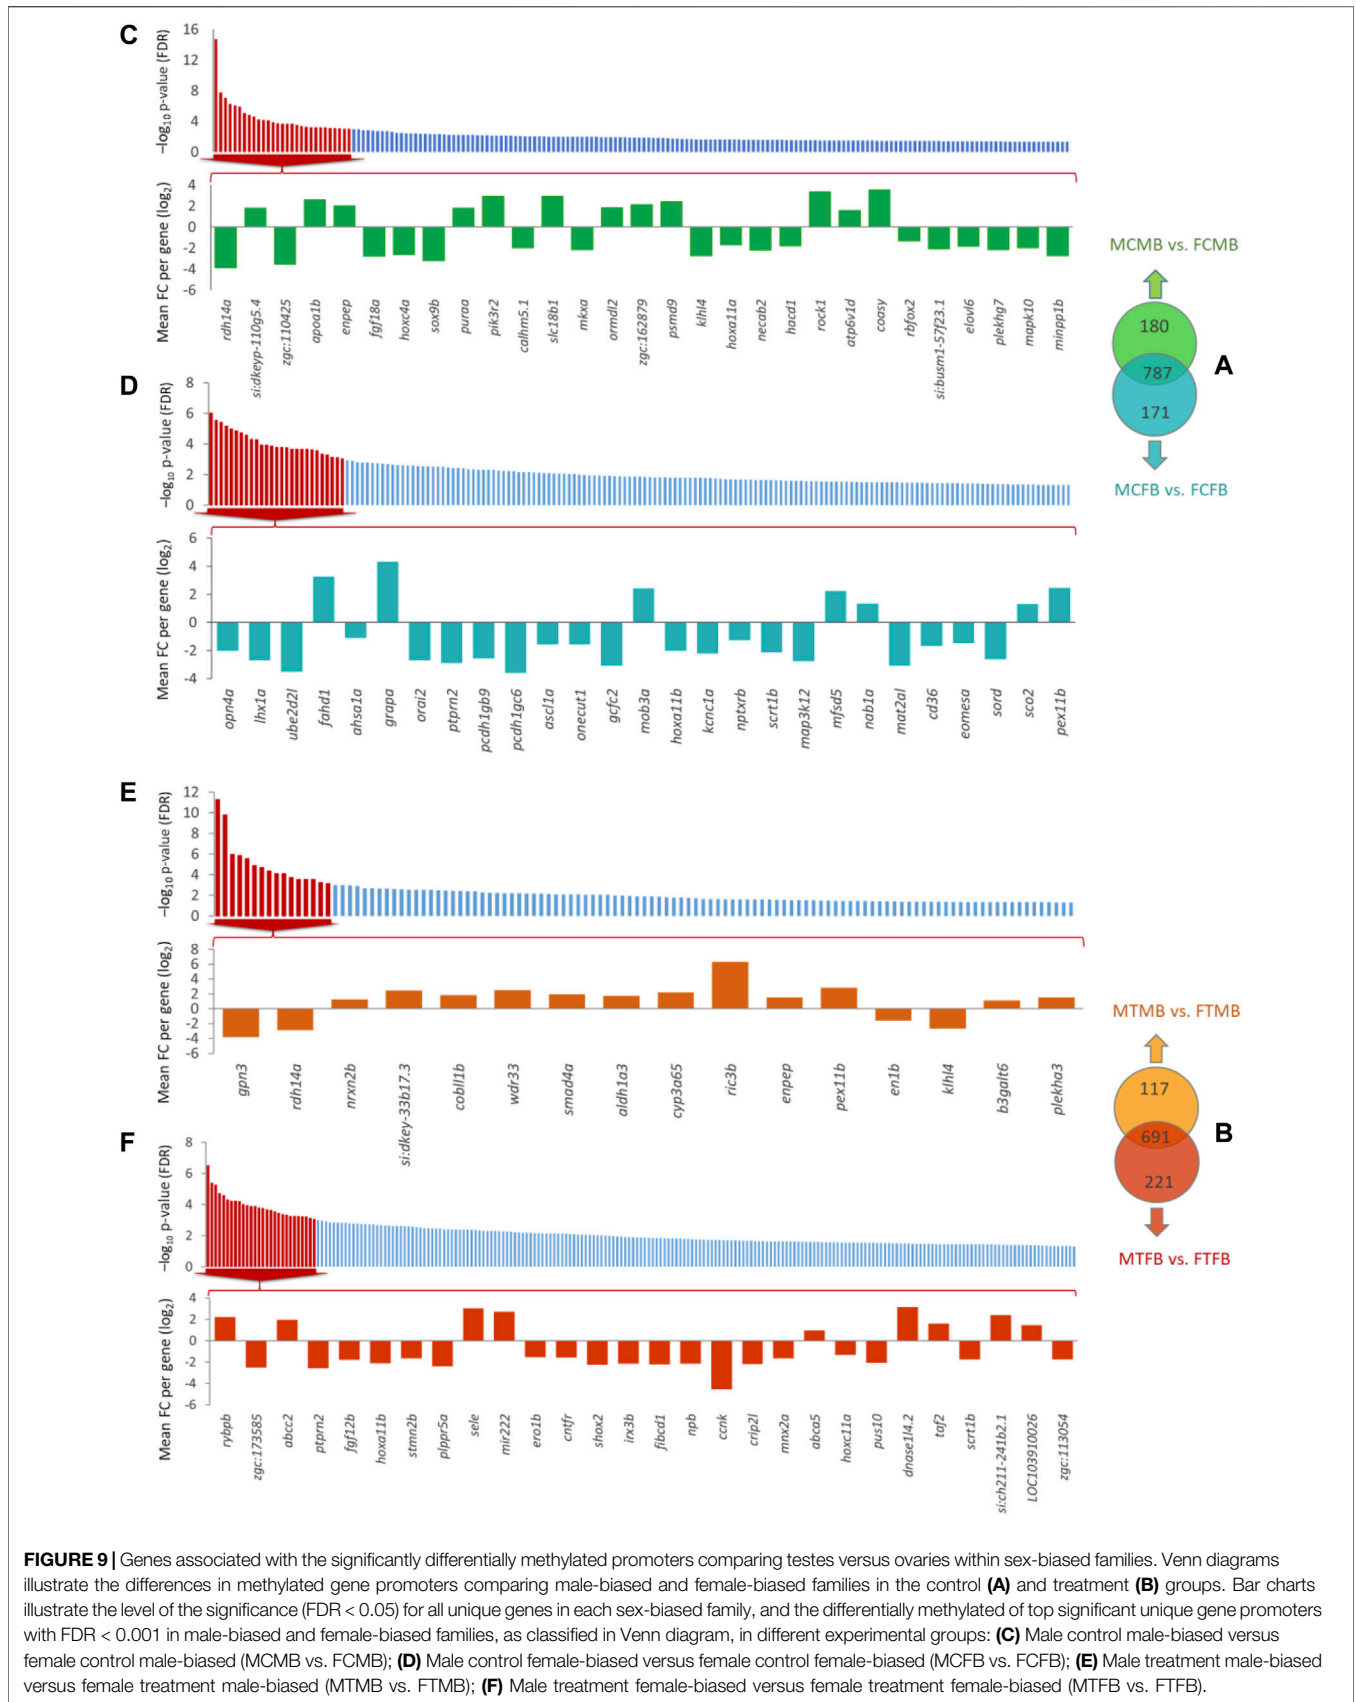 C
−log10 p-value (FDR)
16
12
8
4
0
Mean FC per gene (log2)
4
2
0
-2
-4
-6
rdh14a
si:dkeyp-110g5.4
zgc:110425
apoa1b
enpep
fgf18a
hoxc4a
sox9b
puraa
pik3r2
calhm5.1
slc18b1
mkxa
ormdl2
zgc:162879
psmd9
klhl4
hoxa11a
necab2
hacd1
rock1
atp6v1d
coasy
rbfox2
si:busm1-57f23.1
elovl6
plekhg7
mapk10
minpp1b
MCMB vs. FCMB
180
787
171
A
MCFB vs. FCFB
D
−log10 p-value (FDR)
8
6
4
2
0
Mean FC per gene (log2)
6
4
2
0
-2
-4
opn4a
lhx1a
ube2d2l
fahd1
ahsa1a
grapa
orai2
ptprn2
pcdh1gb9
pcdh1gc6
ascl1a
onecut1
gcfc2
mob3a
hoxa11b
kcnc1a
nptxrb
scrt1b
map3k12
mfsd5
nab1a
mat2al
cd36
eomesa
sord
sco2
pex11b
E
−log10 p-value (FDR)
12
10
8
6
4
2
0
Mean FC per gene (log2)
8
6
4
2
0
-2
-4
-6
gpn3
rdh14a
nrxn2b
si:dkey-33b17.3
cobll1b
wdr33
smad4a
aldh1a3
cyp3a65
ric3b
enpep
pex11b
en1b
klhl4
b3galt6
plekha3
MTMB vs. FTMB
117
691
221
B
MTFB vs. FTFB
F
−log10 p-value (FDR)
8
6
4
2
0
Mean FC per gene (log2)
4
2
0
-2
-4
-6
rybpb
zgc:173585
abcc2
ptprn2
fgf12b
hoxa11b
stmn2b
plppr5a
sele
mir222
ero1b
cntfr
shox2
irx3b
fibcd1
npb
ccnk
crip2l
mnx2a
abca5
hoxc11a
pus10
dnase1l4.2
taf2
scrt1b
si:ch211-241b2.1
LOC103910026
zgc:113054
FIGURE 9 | Genes associated with the significantly differentially methylated promoters comparing testes versus ovaries within sex-biased families. Venn diagrams
illustrate the differences in methylated gene promoters comparing male-biased and female-biased families in the control (A) and treatment (B) groups. Bar charts
illustrate the level of the significance (FDR < 0.05) for all unique genes in each sex-biased family, and the differentially methylated of top significant unique gene promoters
with FDR < 0.001 in male-biased and female-biased families, as classified in Venn diagram, in different experimental groups: (C) Male control male-biased versus
female control male-biased (MCMB vs. FCMB); (D) Male control female-biased versus female control female-biased (MCFB vs. FCFB); (E) Male treatment male-biased
versus female treatment male-biased (MTMB vs. FTMB); (F) Male treatment female-biased versus female treatment female-biased (MTFB vs. FTFB).